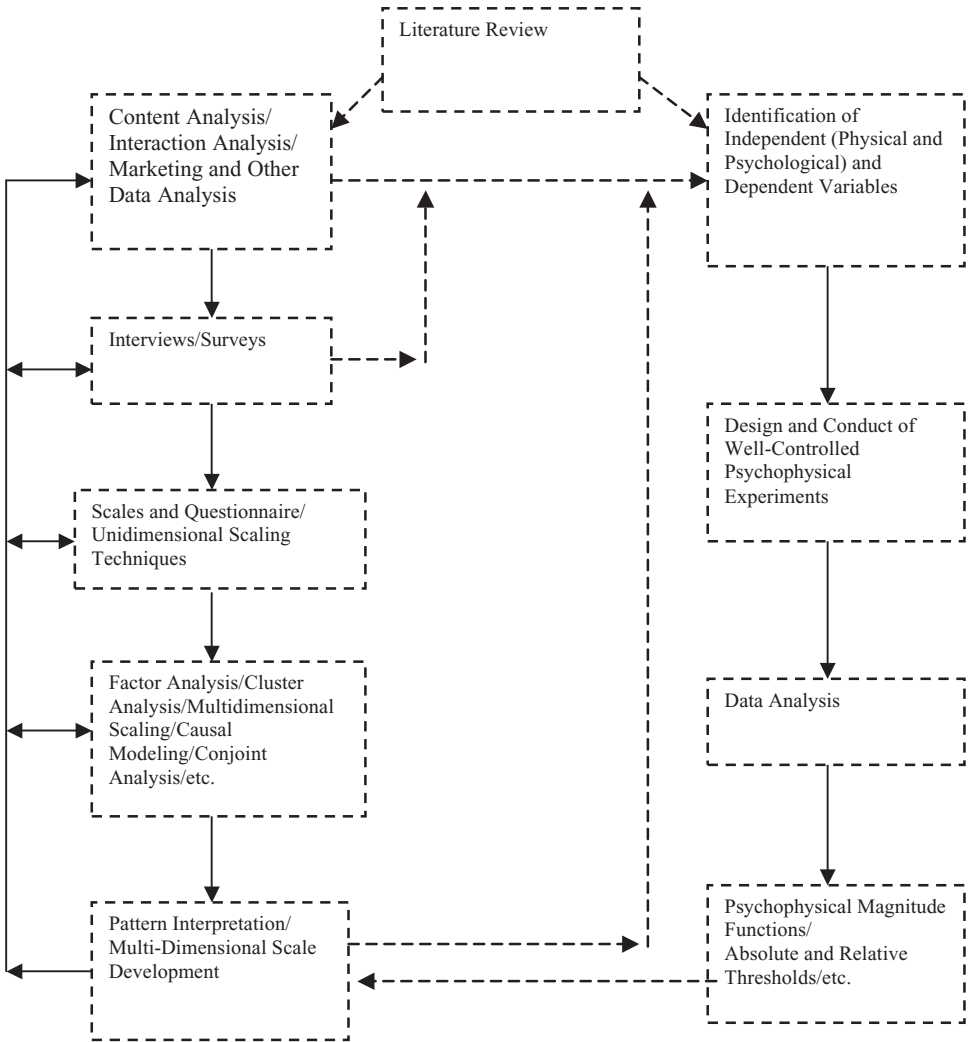 Literature Review
Content Analysis/
Interaction Analysis/
Marketing and Other
Data Analysis
Identification of
Independent (Physical and
Psychological) and
Dependent Variables
Interviews/Surveys
Design and Conduct of
Well-Controlled
Psychophysical
Experiments
Scales and Questionnaire/
Unidimensional Scaling
Techniques
Factor Analysis/Cluster
Analysis/Multidimensional
Scaling/Causal
Modeling/Conjoint
Analysis/etc.
Data Analysis
Pattern Interpretation/
Multi-Dimensional Scale
Development
Psychophysical Magnitude
Functions/
Absolute and Relative
Thresholds/etc.